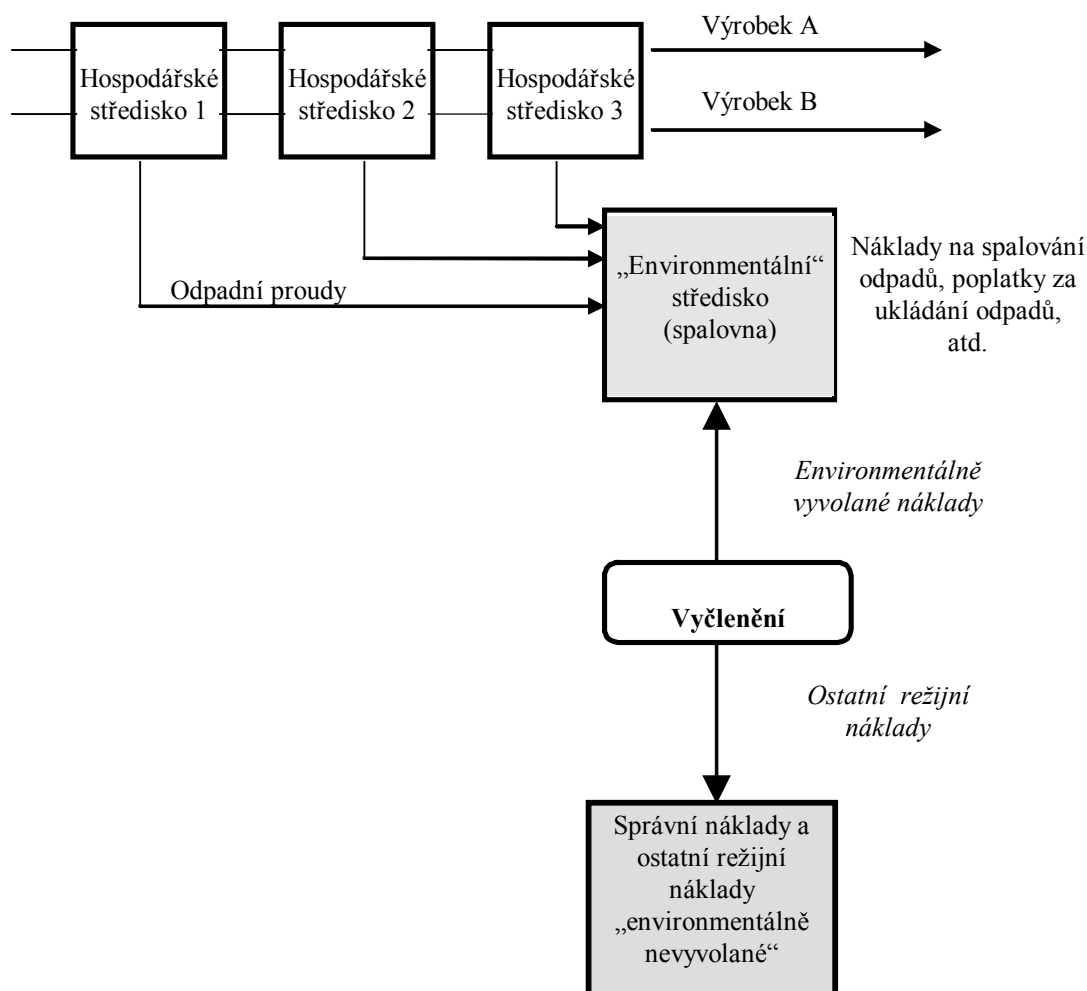 Výrobek A
Hospodářské
středisko 1
Hospodářské
středisko 2
Hospodářské
středisko 3
Výrobek B
Odpadní proudy
„Environmentální“
středisko
(spalovna)
Náklady na spalování
odpadů, poplatky za
ukládání odpadů,
atd.
Environmentálně
vyvolané náklady
Vyčlenění
Ostatní režijní
náklady
Správní náklady a
ostatní režijní
náklady
„environmentálně
nevyvolané“